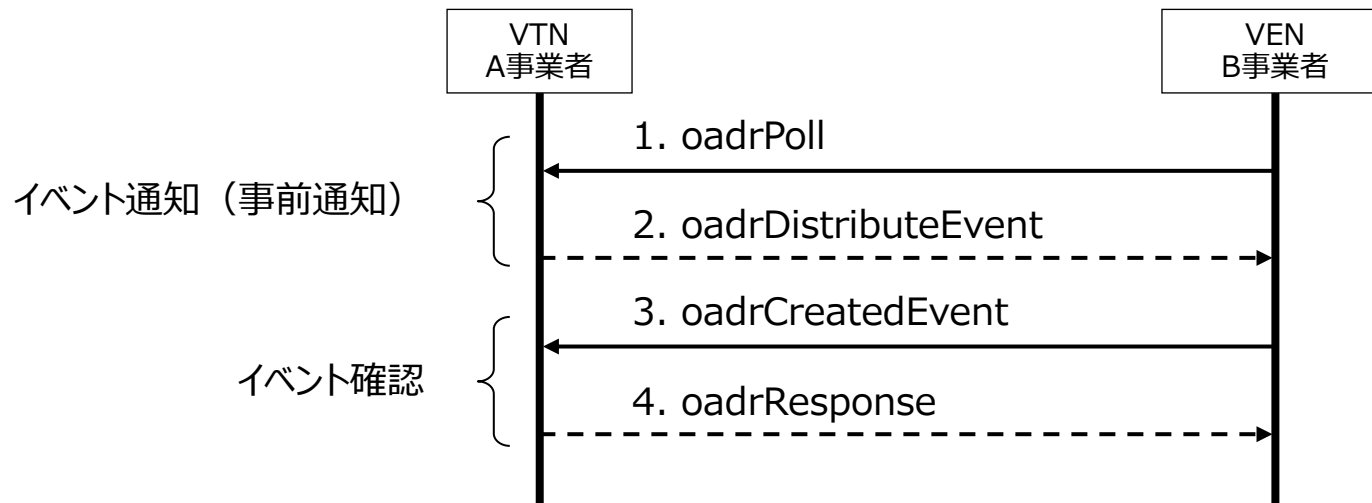 VTN
A事業者
VEN
B事業者
1. oadrPoll
イベント通知（事前通知）
2. oadrDistributeEvent
3. oadrCreatedEvent
イベント確認
4. oadrResponse